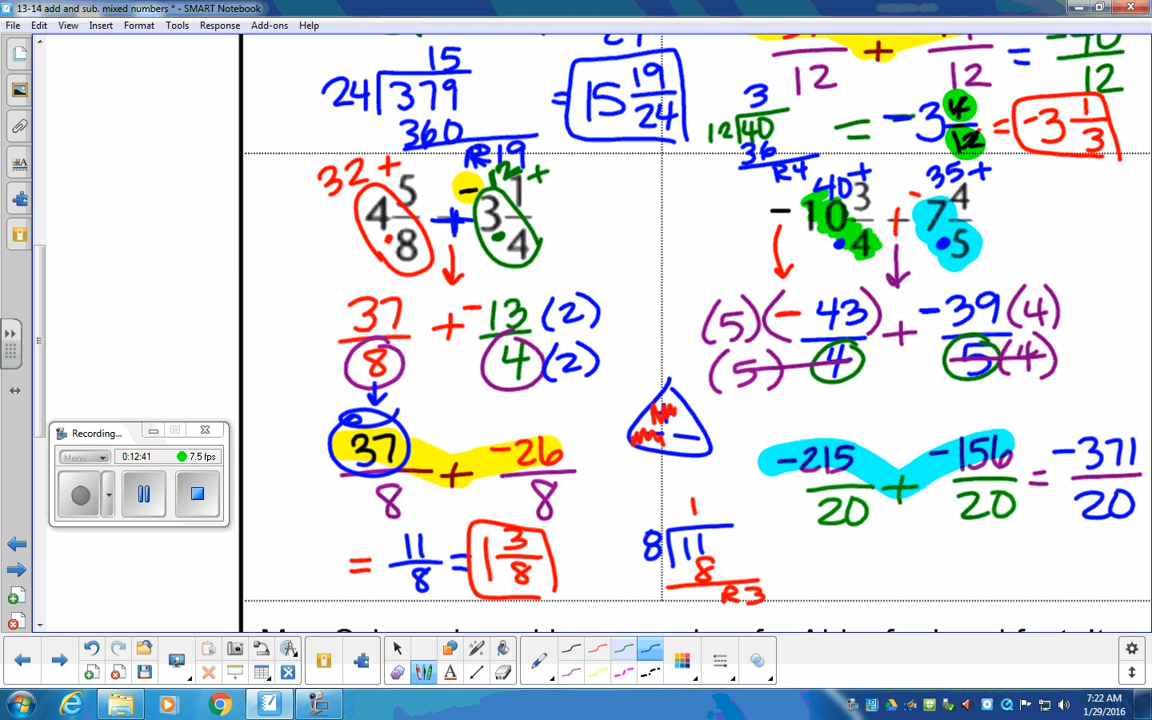 13-14 add and sub. mixed numbers * - SMART Notebook
File Edit View Insert Format Tools Response Add-ons Help
15
24 379
360
R 19
= 15 19/24
12 + 12 = -40/12
3
12 40
36
R4
= -3 4/12 = -3 1/3
32 +
4 5/8 + - 3 1/4
12 +
37/8 + -13/4 (2)
(2)
37/8 + -26/8
= 11/8 = 1 3/8
1
8 11
8
R3
40 +
35 +
- 10 3/4 + - 7 4/5
(5) (-43) + -39 (4)
(5) 4 5 (4)
-215/20 + -156/20 = -371/20
Recording...
Menu
0:12:41
7.5 fps
7:22 AM
1/29/2016